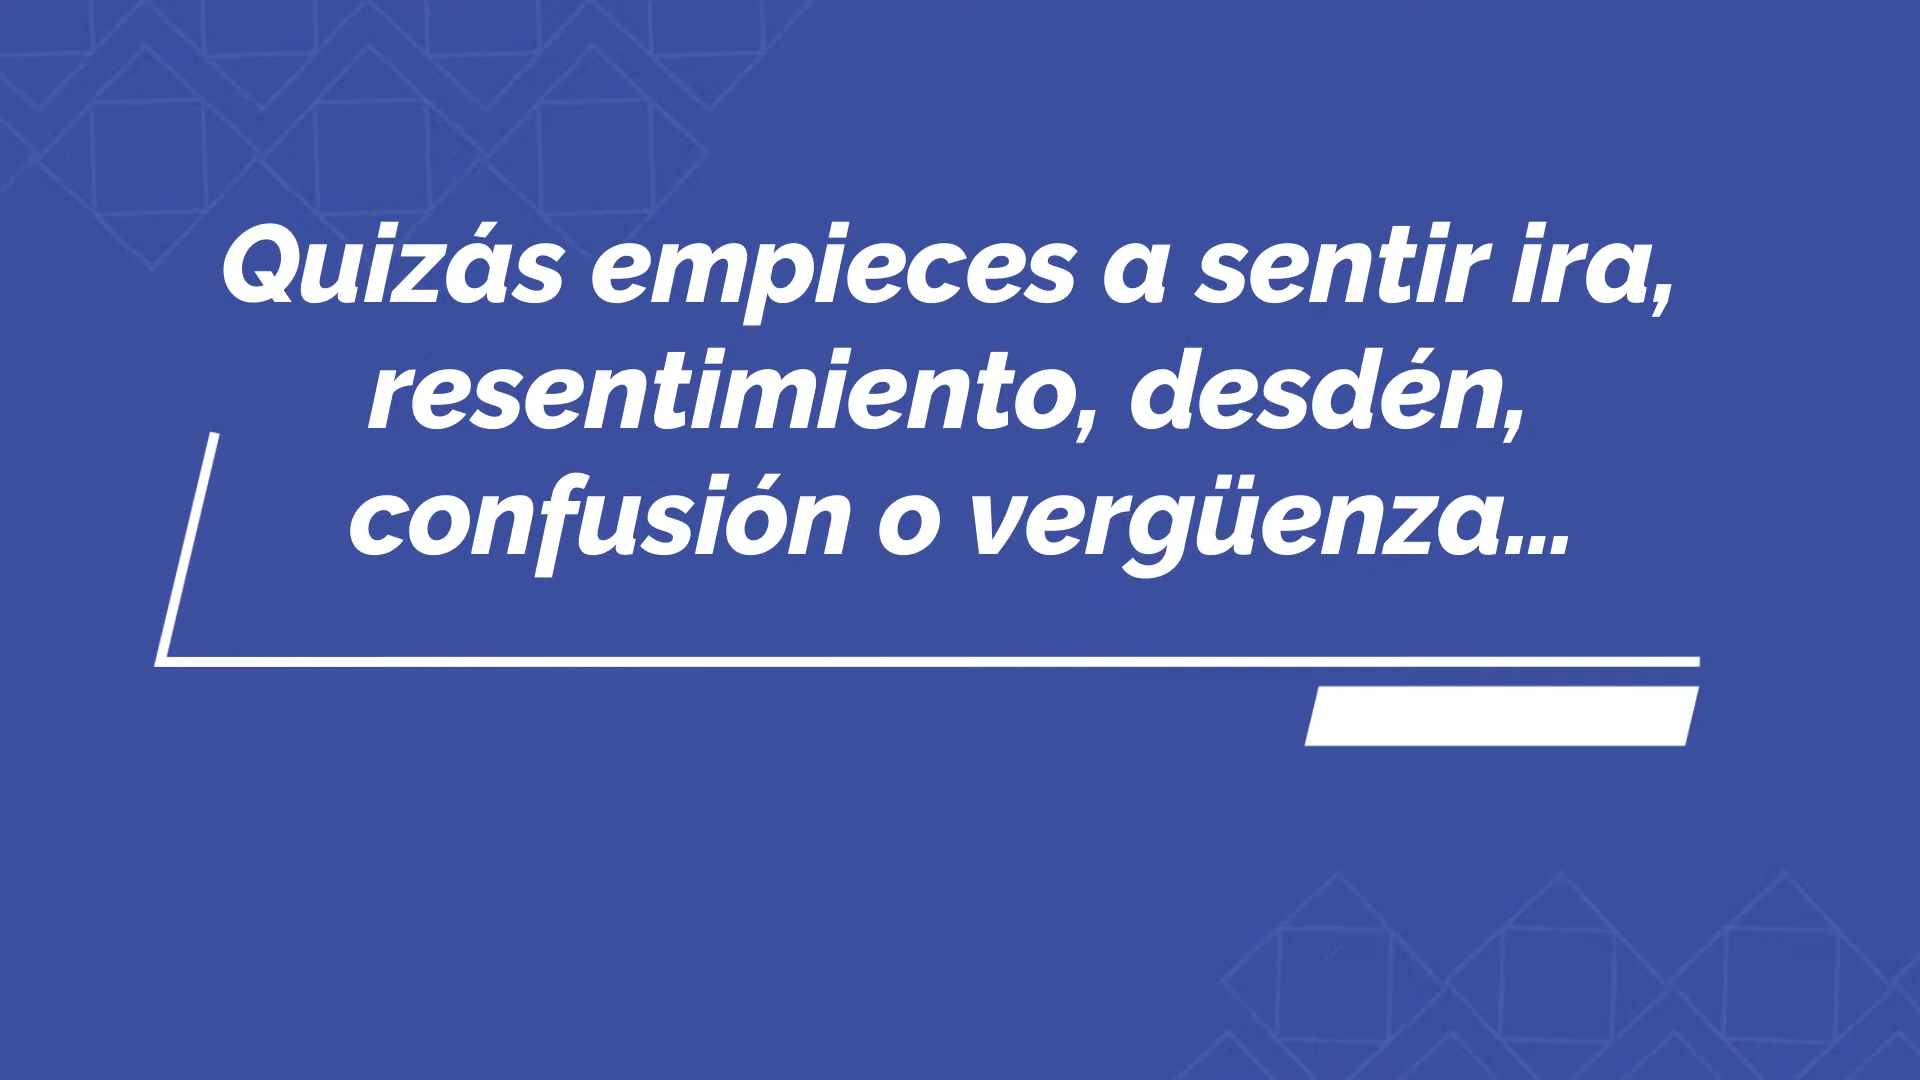 Quizás empieces a sentir ira,
resentimiento, desdén,
confusión o vergüenza...